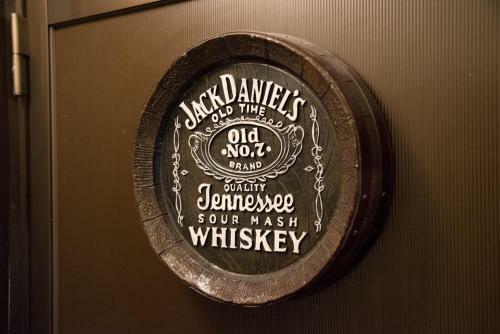 JACK DANIEL'S
OLD TIME
Old
·No.7·
BRAND
QUALITY
Tennessee
SOUR MASH
WHISKEY